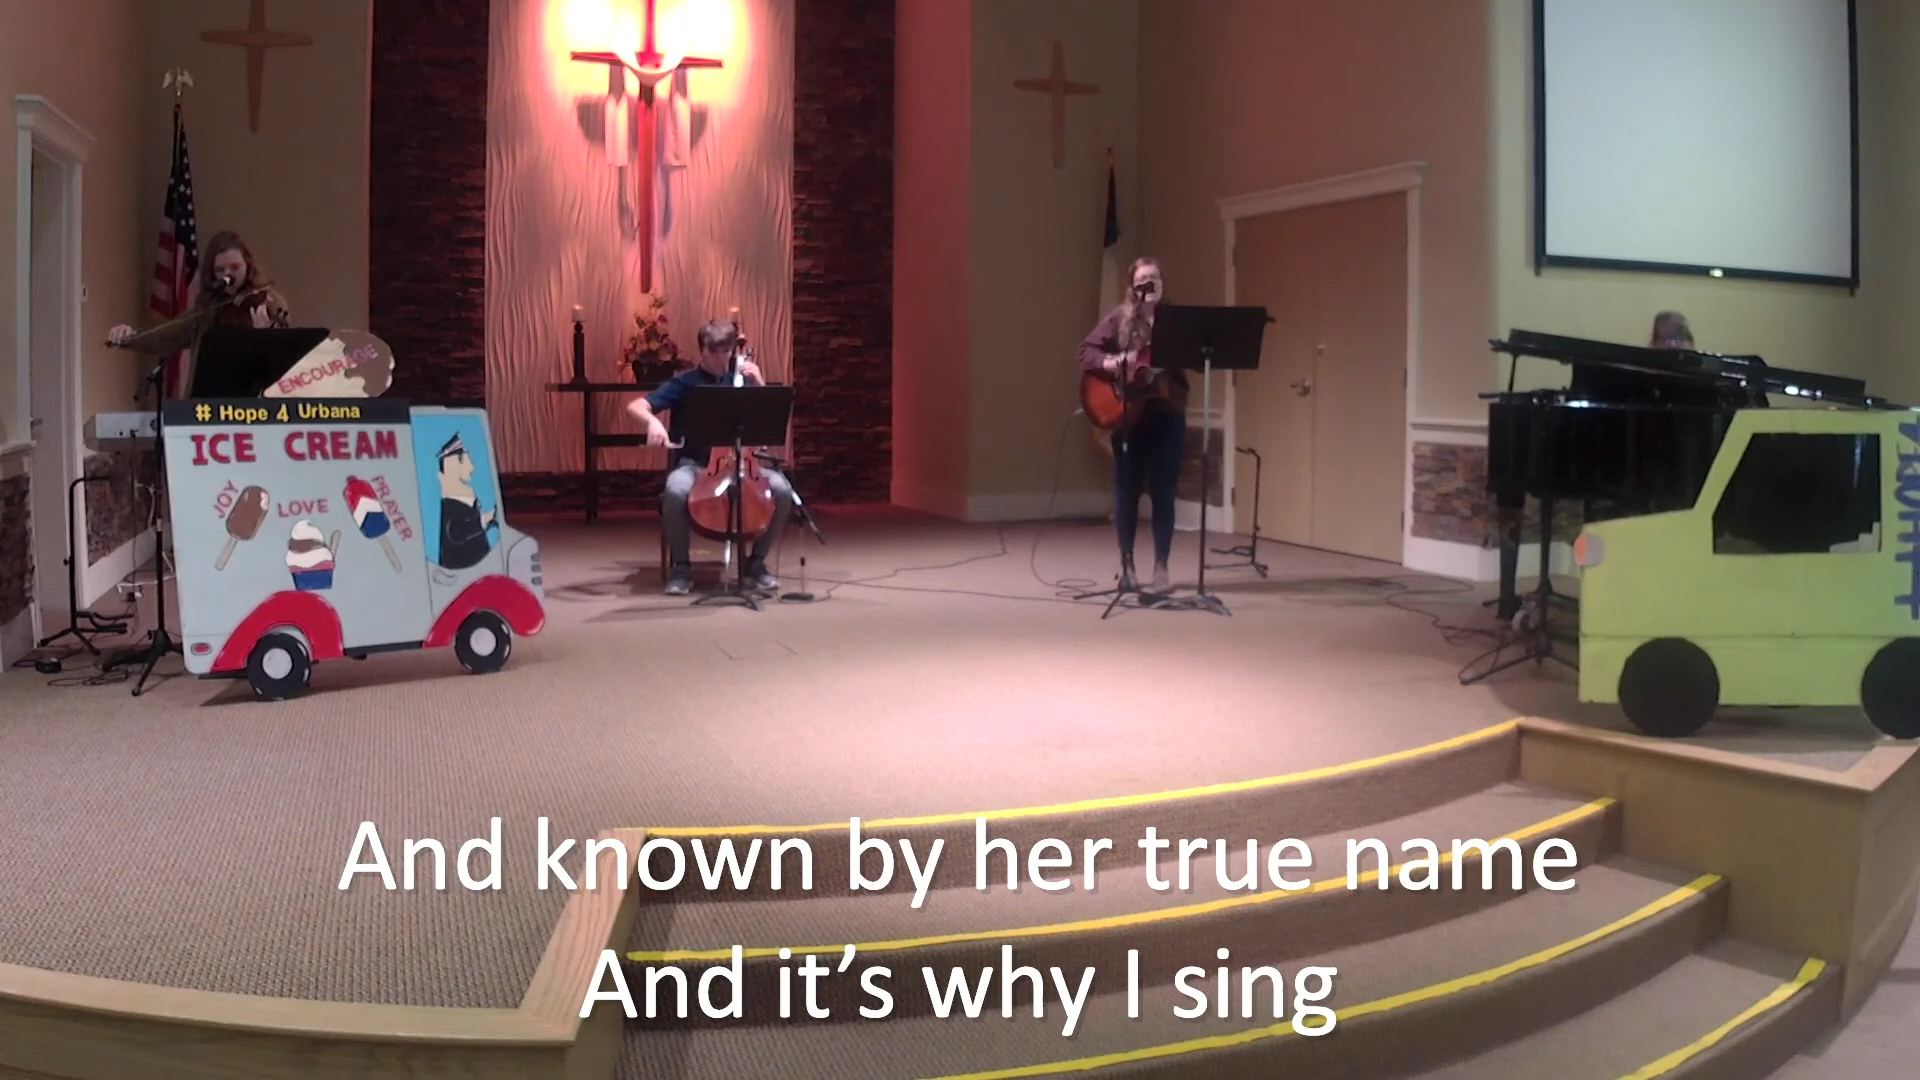 ENCOURAGE
# Hope 4 Urbana
ICE CREAM
JOY
LOVE
PRAYER
And known by her true name
And it's why I sing